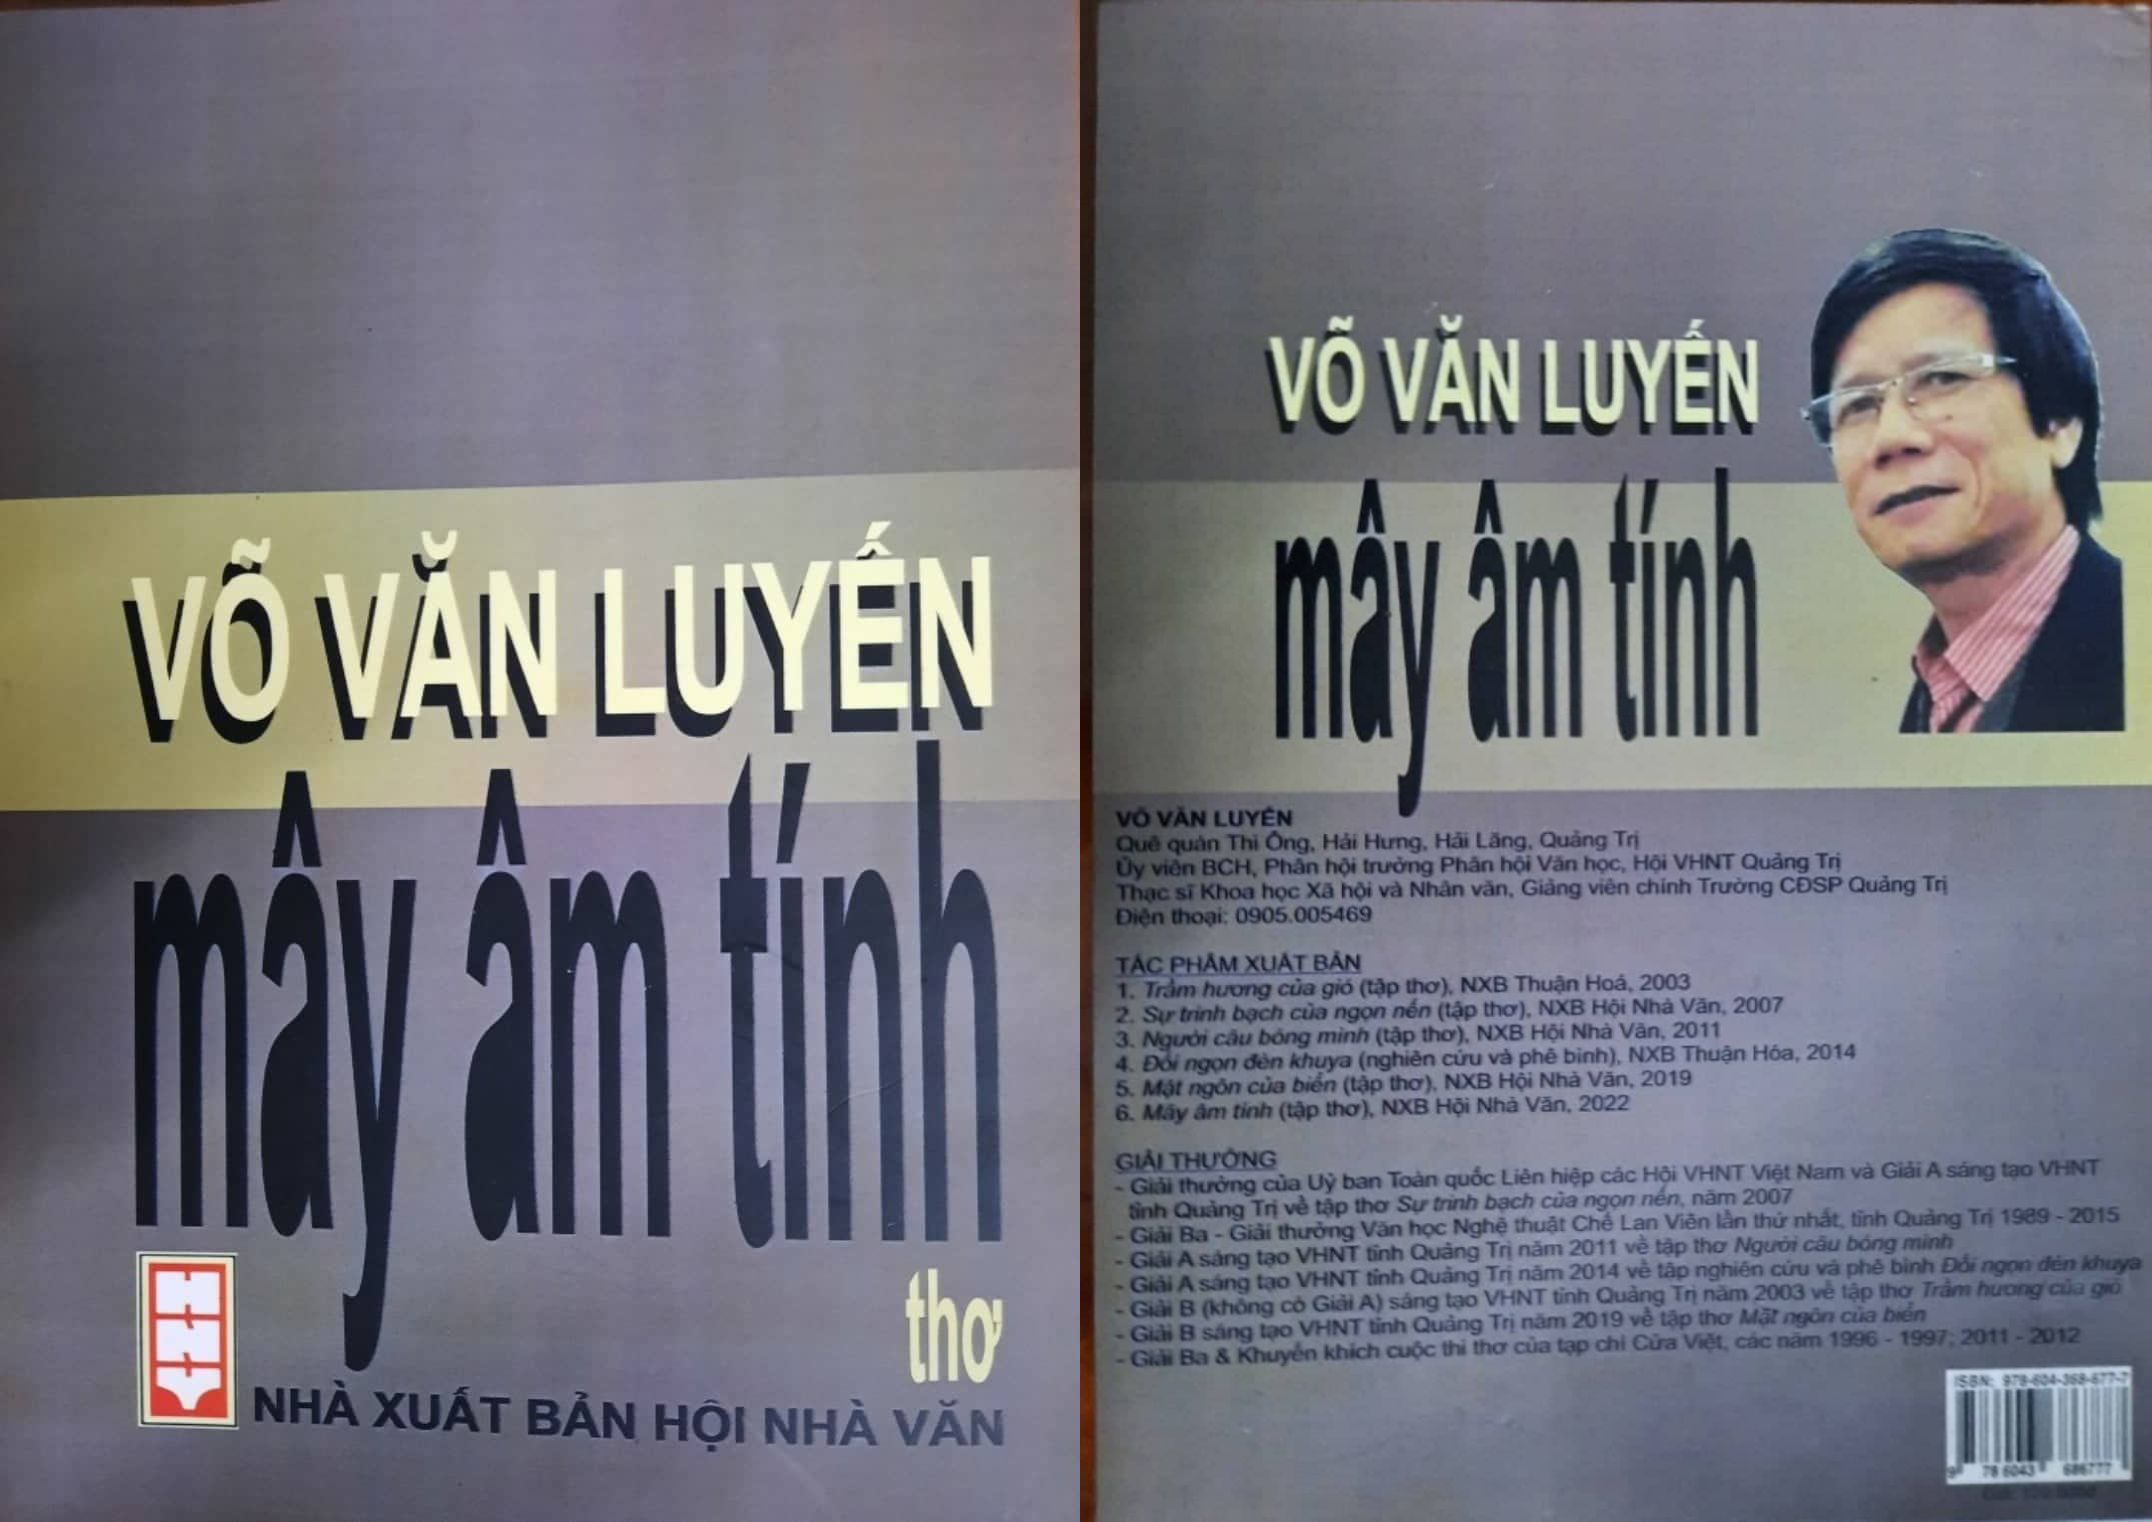 VÕ VĂN LUYẾN
mây âm tính
thơ
NHÀ XUẤT BẢN HỘI NHÀ VĂN
VÕ VĂN LUYẾN
mây âm tính
VÕ VĂN LUYẾN
Quê quán Thi Ông, Hải Hưng, Hải Lăng, Quảng Trị
Ủy viên BCH, Phân hội trưởng Phân hội Văn học, Hội VHNT Quảng Trị
Thạc sĩ Khoa học Xã hội và Nhân văn, Giảng viên chính Trường CĐSP Quảng Trị
Điện thoại: 0905.005469
TÁC PHẨM XUẤT BẢN
1. Trầm hương của gió (tập thơ), NXB Thuận Hoá, 2003
2. Sự trinh bạch của ngọn nến (tập thơ), NXB Hội Nhà Văn, 2007
3. Người câu bóng mình (tập thơ), NXB Hội Nhà Văn, 2011
4. Đồi ngọn đèn khuya (nghiên cứu và phê bình), NXB Thuận Hóa, 2014
5. Mật ngôn của biển (tập thơ), NXB Hội Nhà Văn, 2019
6. Mây âm tính (tập thơ), NXB Hội Nhà Văn, 2022
GIẢI THƯỞNG
- Giải thưởng của Uỷ ban Toàn quốc Liên hiệp các Hội VHNT Việt Nam và Giải A sáng tạo VHNT
tỉnh Quảng Trị về tập thơ Sự trinh bạch của ngọn nến, năm 2007
- Giải Ba - Giải thưởng Văn học Nghệ thuật Chế Lan Viên lần thứ nhất, tỉnh Quảng Trị 1989 - 2015
- Giải A sáng tạo VHNT tỉnh Quảng Trị năm 2011 về tập thơ Người câu bóng mình
- Giải A sáng tạo VHNT tỉnh Quảng Trị năm 2014 về tập nghiên cứu và phê bình Đồi ngọn đèn khuya
- Giải B (không có Giải A) sáng tạo VHNT tỉnh Quảng Trị năm 2003 về tập thơ Trầm hương của gió
- Giải B sáng tạo VHNT tỉnh Quảng Trị năm 2019 về tập thơ Mật ngôn của biển
- Giải Ba & Khuyến khích cuộc thi thơ của tạp chí Cửa Việt, các năm 1996 - 1997; 2011 - 2012
ISBN: 978-604-368-677-7
9 786043 686777